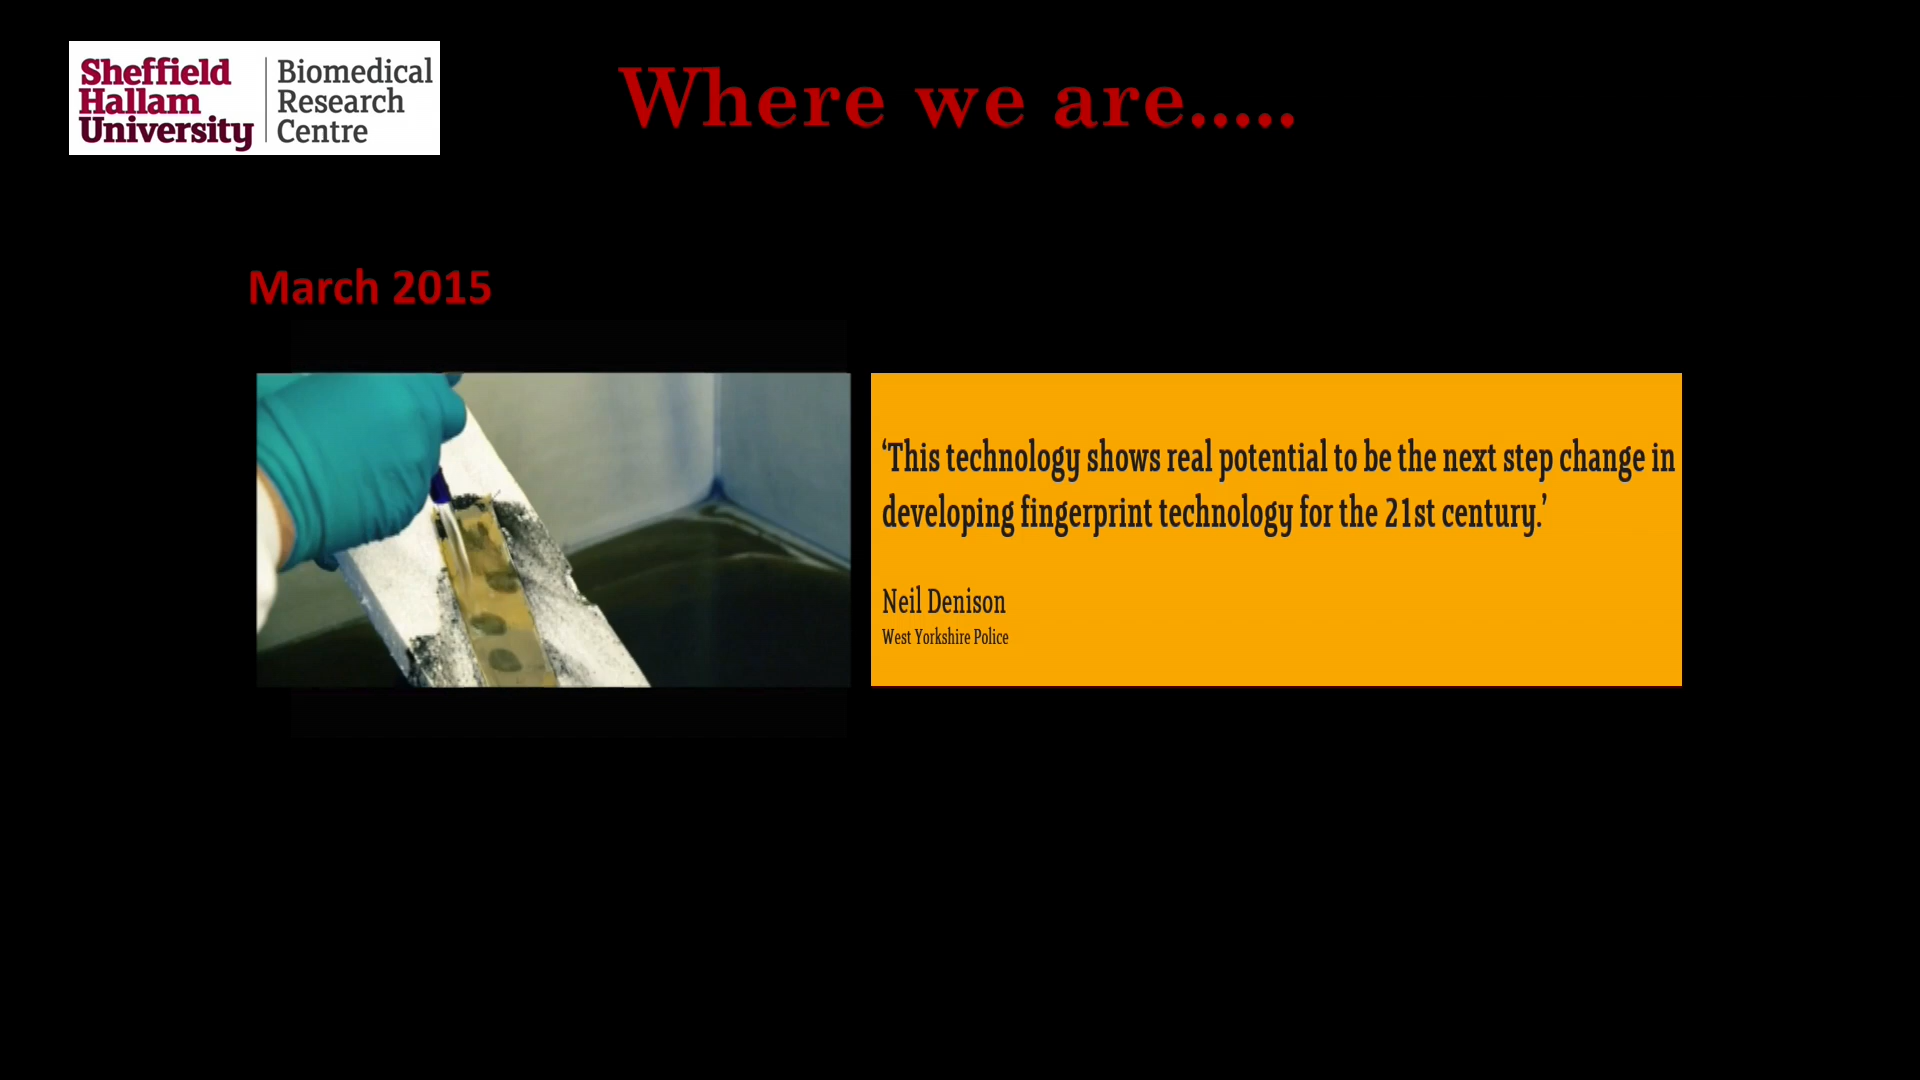 Sheffield
Hallam
University
Biomedical
Research
Centre
Where we are.....
March 2015
‘This technology shows real potential to be the next step change in
developing fingerprint technology for the 21st century.’
Neil Denison
West Yorkshire Police